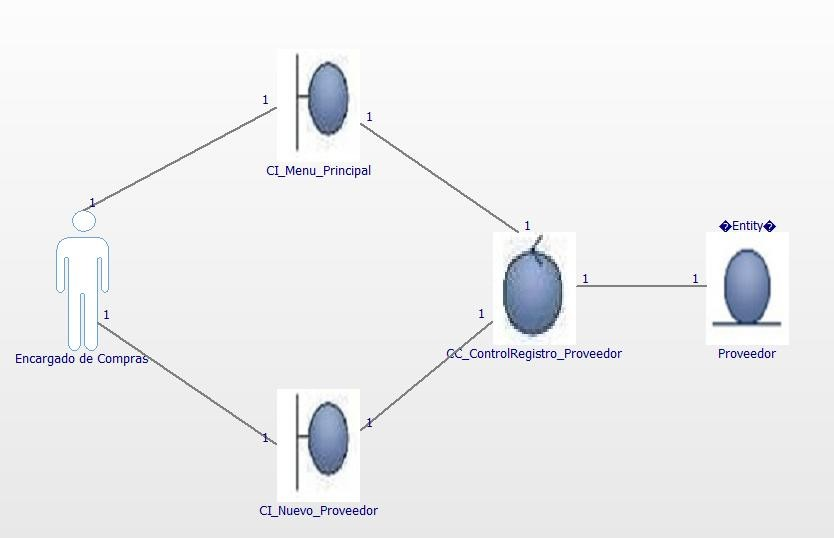 1
1
CI_Menu_Principal
1
1
�Entity�
1
1
1
1
Encargado de Compras
CC_ControlRegistro_Proveedor
Proveedor
1
1
CI_Nuevo_Proveedor